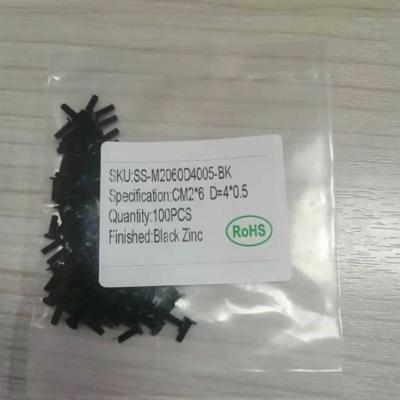 SKU:SS-M2060D4005-BK
Specification:CM2*6 D=4*0.5
Quantity:100PCS
Finished:Black Zinc
RoHS